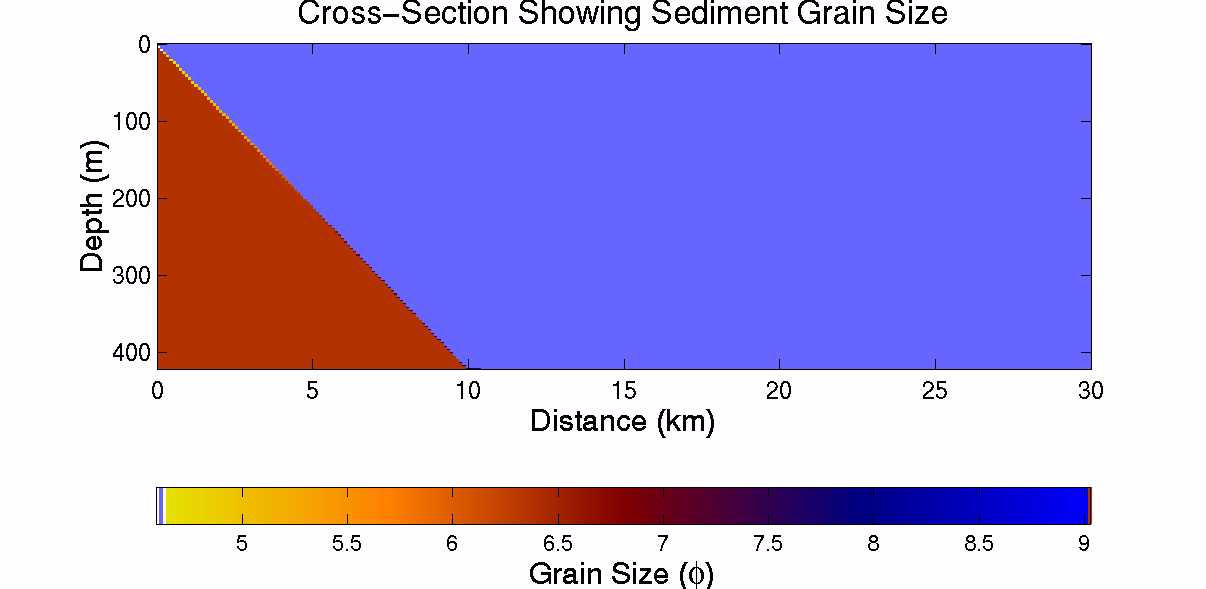 Cross-Section Showing Sediment Grain Size
0
100
200
300
400
Depth (m)
0 5 10 15 20 25 30
Distance (km)
5 5.5 6 6.5 7 7.5 8 8.5 9
Grain Size (ϕ)